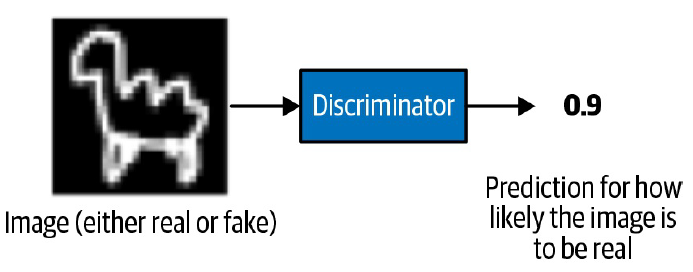 Discriminator
0.9
Image (either real or fake)
Prediction for how
likely the image is
to be real